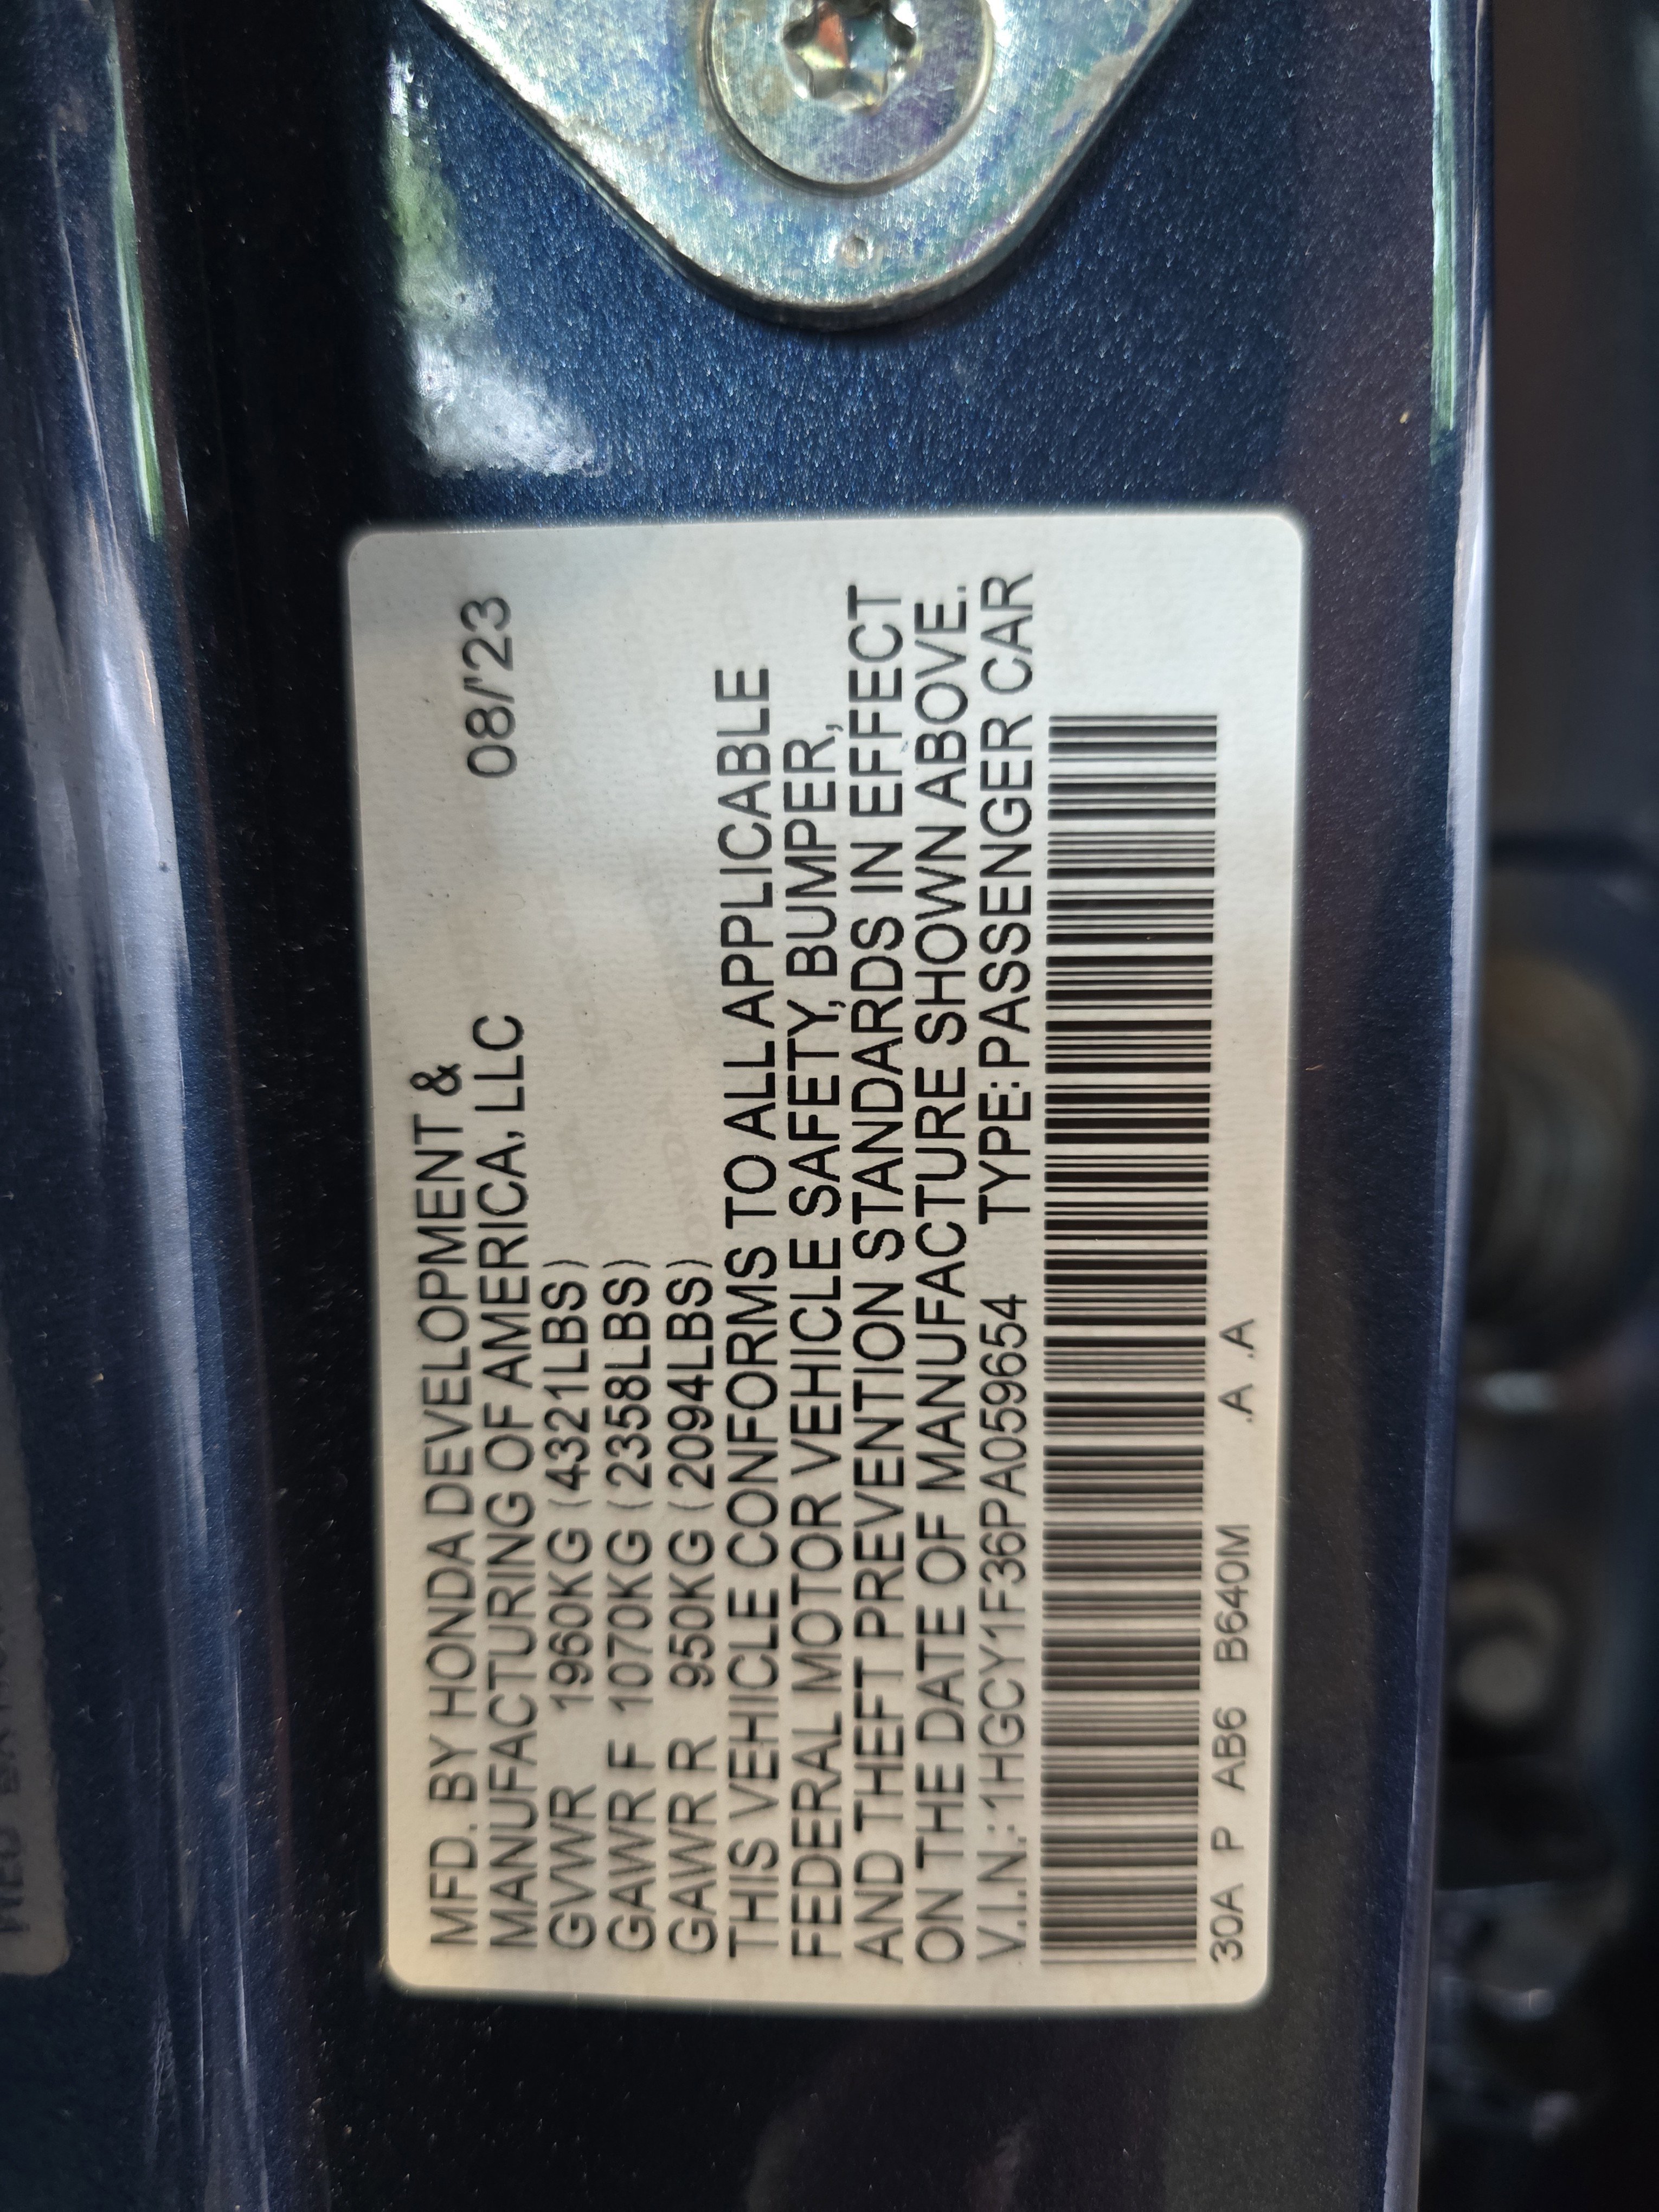 MFD. BY HONDA DEVELOPMENT &
MANUFACTURING OF AMERICA, LLC 08/'23
GVWR 1960KG (4321LBS)
GAWR F 1070KG (2358LBS)
GAWR R 950KG (2094LBS)
THIS VEHICLE CONFORMS TO ALL APPLICABLE
FEDERAL MOTOR VEHICLE SAFETY, BUMPER,
AND THEFT PREVENTION STANDARDS IN EFFECT
ON THE DATE OF MANUFACTURE SHOWN ABOVE.
V.I.N.:1HGCY1F36PA059654 TYPE:PASSENGER CAR
30A P AB6 B640M .A .A